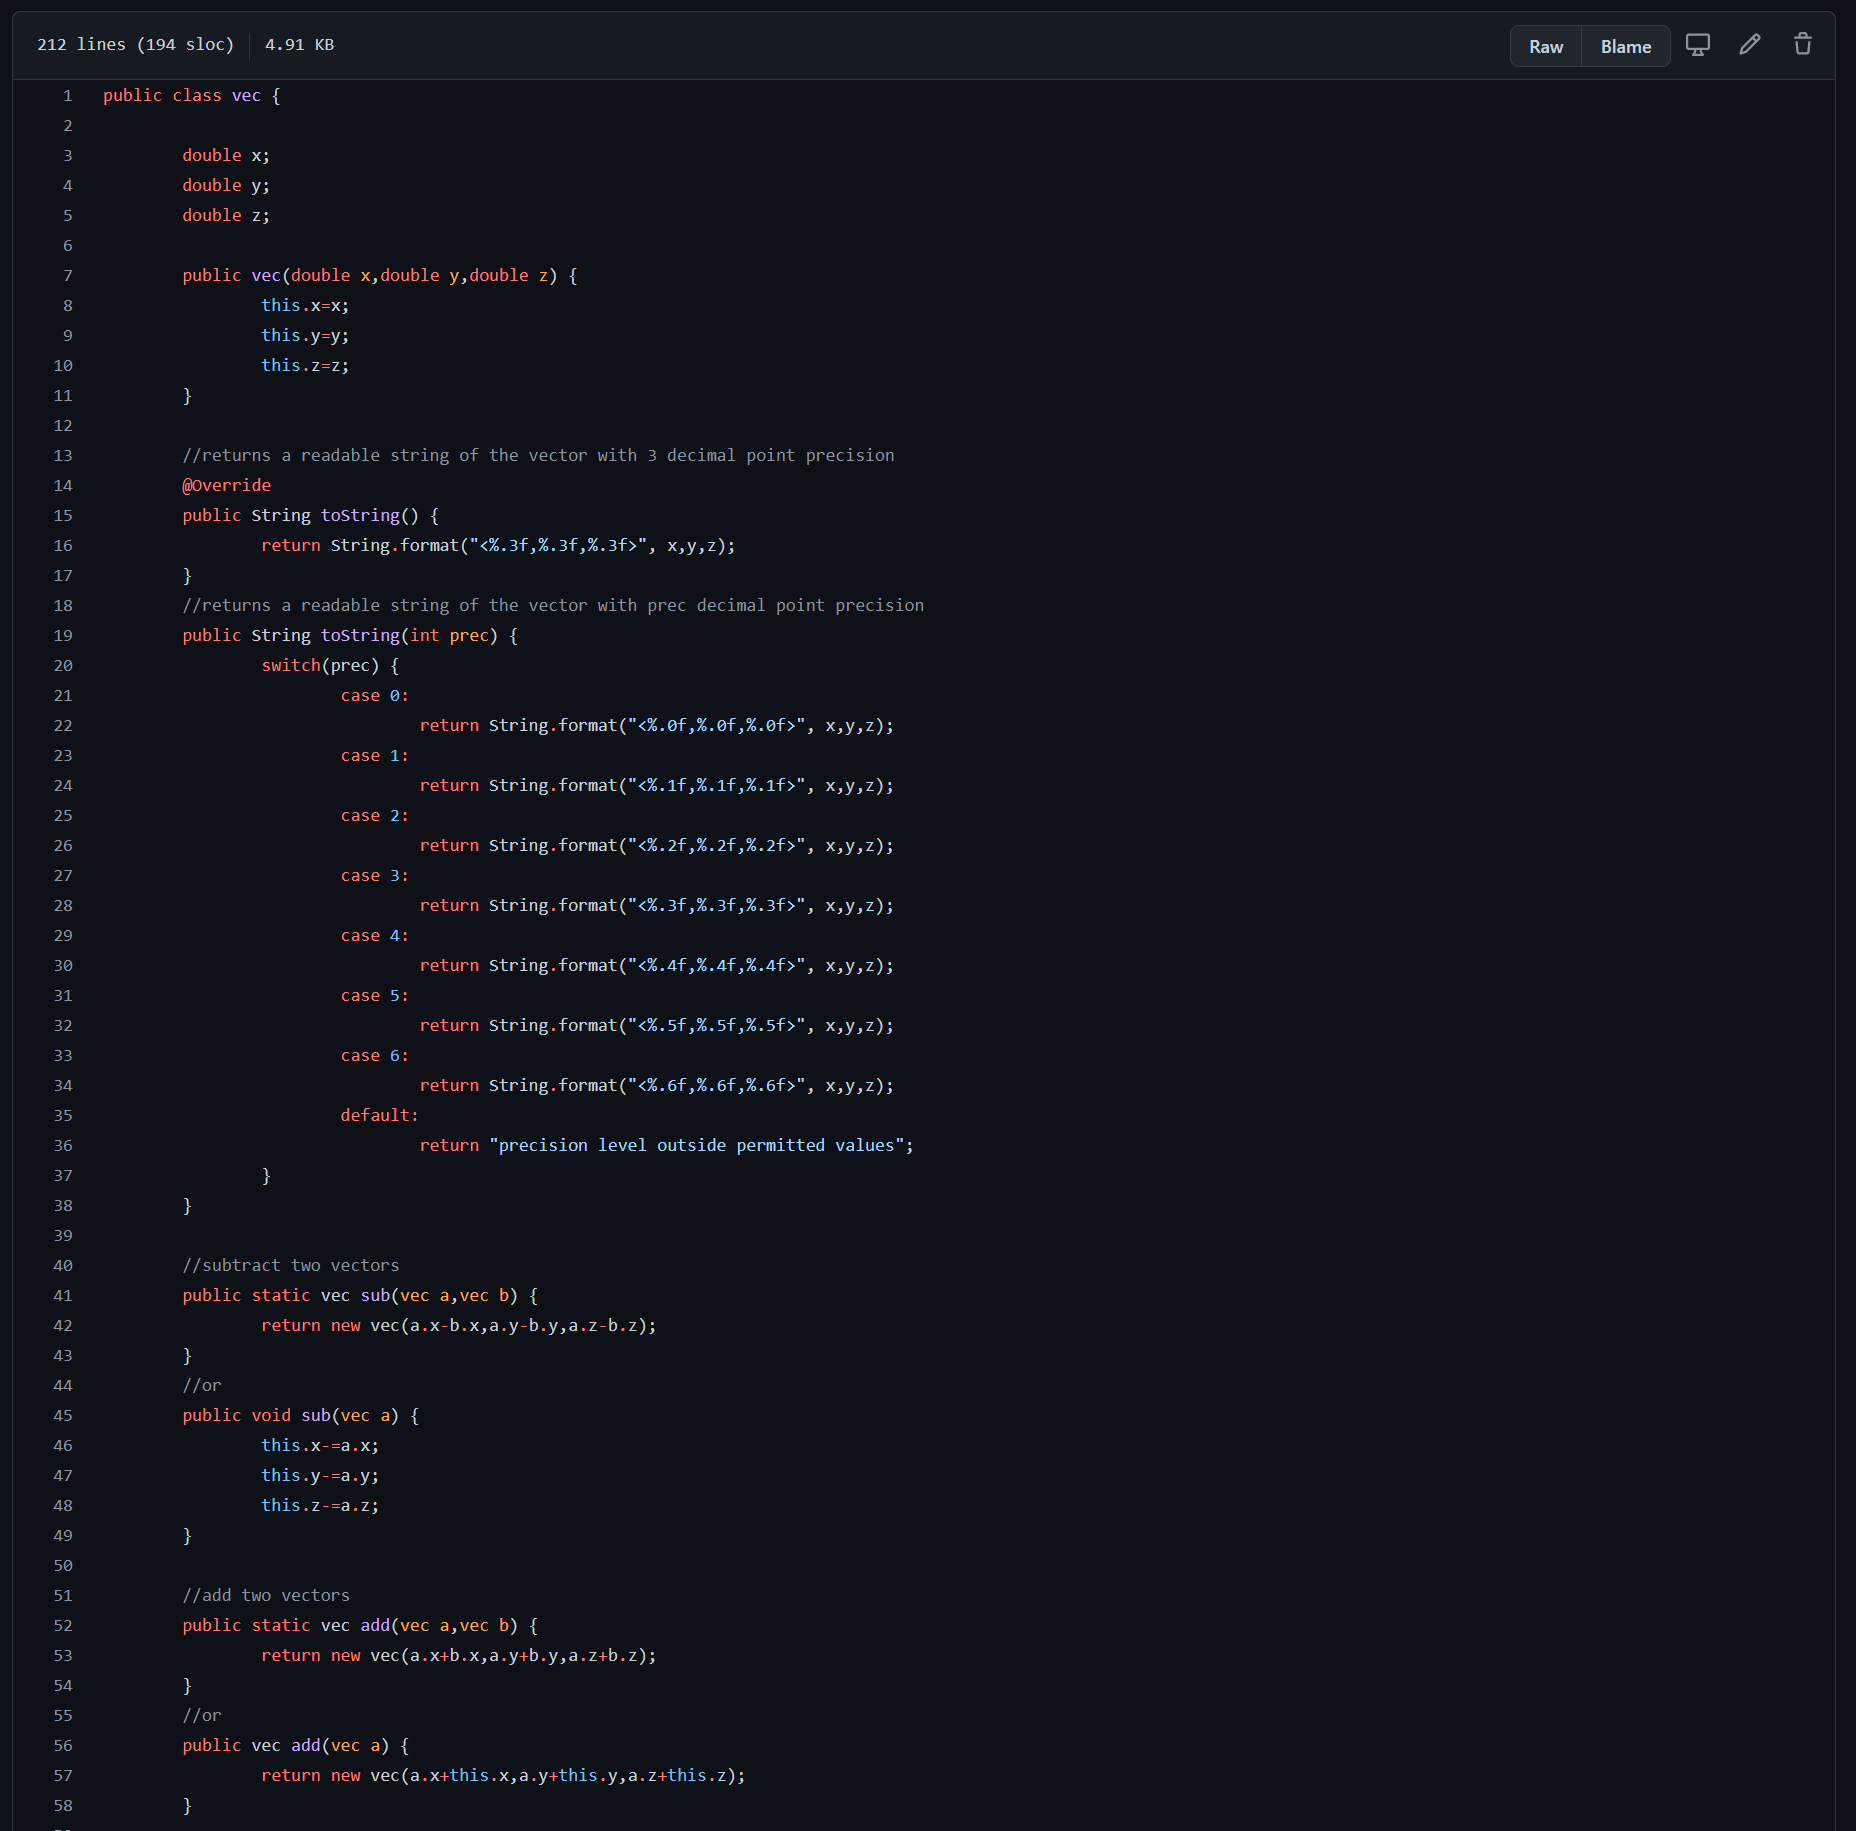 212 lines (194 sloc) 4.91 KB Raw Blame
1 public class vec {
2
3 double x;
4 double y;
5 double z;
6
7 public vec(double x,double y,double z) {
8 this.x=x;
9 this.y=y;
10 this.z=z;
11 }
12
13 //returns a readable string of the vector with 3 decimal point precision
14 @Override
15 public String toString() {
16 return String.format("<%.3f,%.3f,%.3f>", x,y,z);
17 }
18 //returns a readable string of the vector with prec decimal point precision
19 public String toString(int prec) {
20 switch(prec) {
21 case 0:
22 return String.format("<%.0f,%.0f,%.0f>", x,y,z);
23 case 1:
24 return String.format("<%.1f,%.1f,%.1f>", x,y,z);
25 case 2:
26 return String.format("<%.2f,%.2f,%.2f>", x,y,z);
27 case 3:
28 return String.format("<%.3f,%.3f,%.3f>", x,y,z);
29 case 4:
30 return String.format("<%.4f,%.4f,%.4f>", x,y,z);
31 case 5:
32 return String.format("<%.5f,%.5f,%.5f>", x,y,z);
33 case 6:
34 return String.format("<%.6f,%.6f,%.6f>", x,y,z);
35 default:
36 return "precision level outside permitted values";
37 }
38 }
39
40 //subtract two vectors
41 public static vec sub(vec a,vec b) {
42 return new vec(a.x-b.x,a.y-b.y,a.z-b.z);
43 }
44 //or
45 public void sub(vec a) {
46 this.x-=a.x;
47 this.y-=a.y;
48 this.z-=a.z;
49 }
50
51 //add two vectors
52 public static vec add(vec a,vec b) {
53 return new vec(a.x+b.x,a.y+b.y,a.z+b.z);
54 }
55 //or
56 public vec add(vec a) {
57 return new vec(a.x+this.x,a.y+this.y,a.z+this.z);
58 }